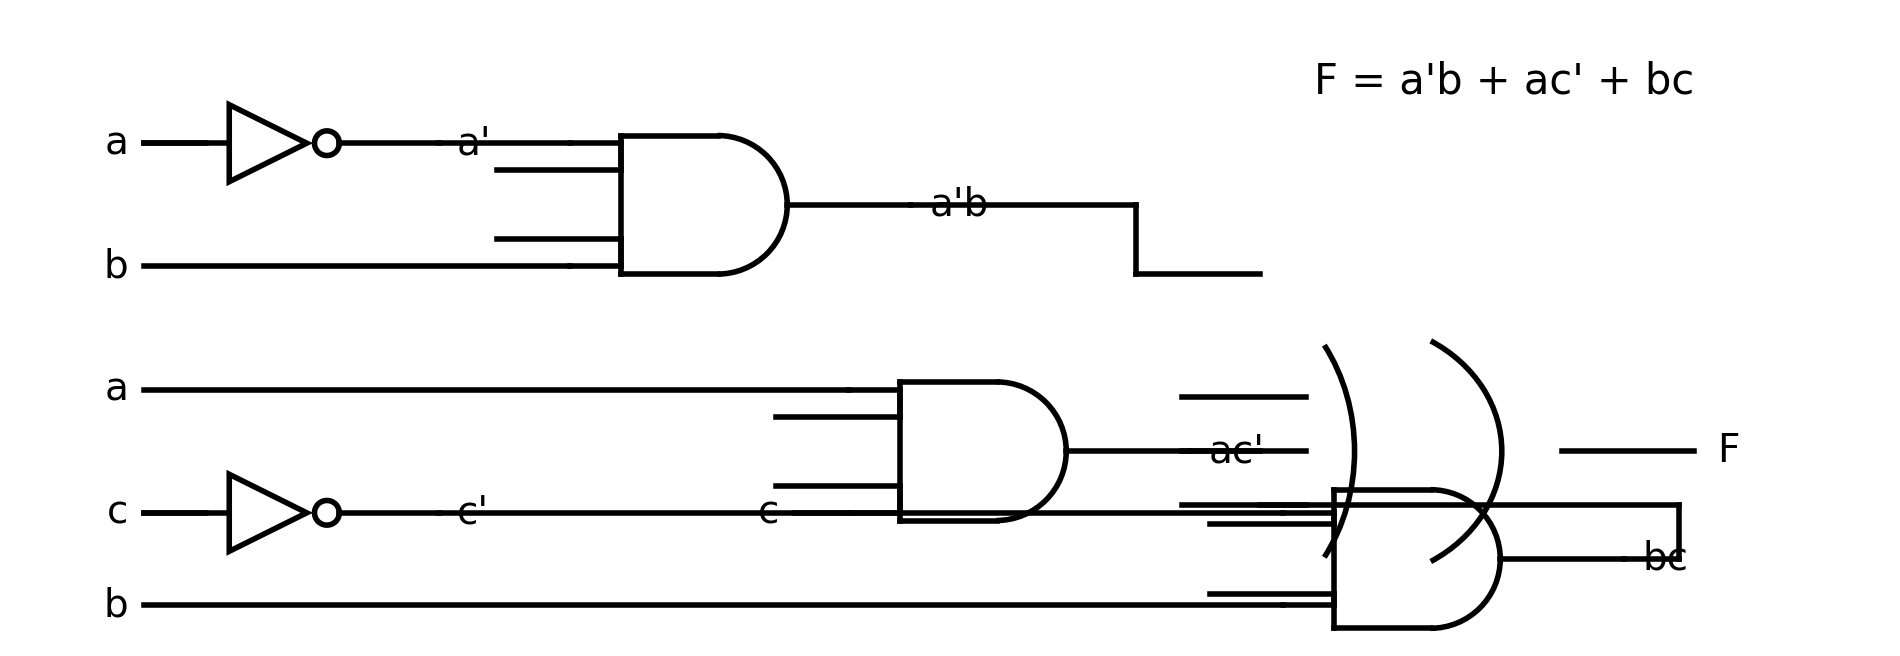 F = a'b + ac' + bc
a
a'
b
a'b
a
ac'
F
c
c'
c
bc
b